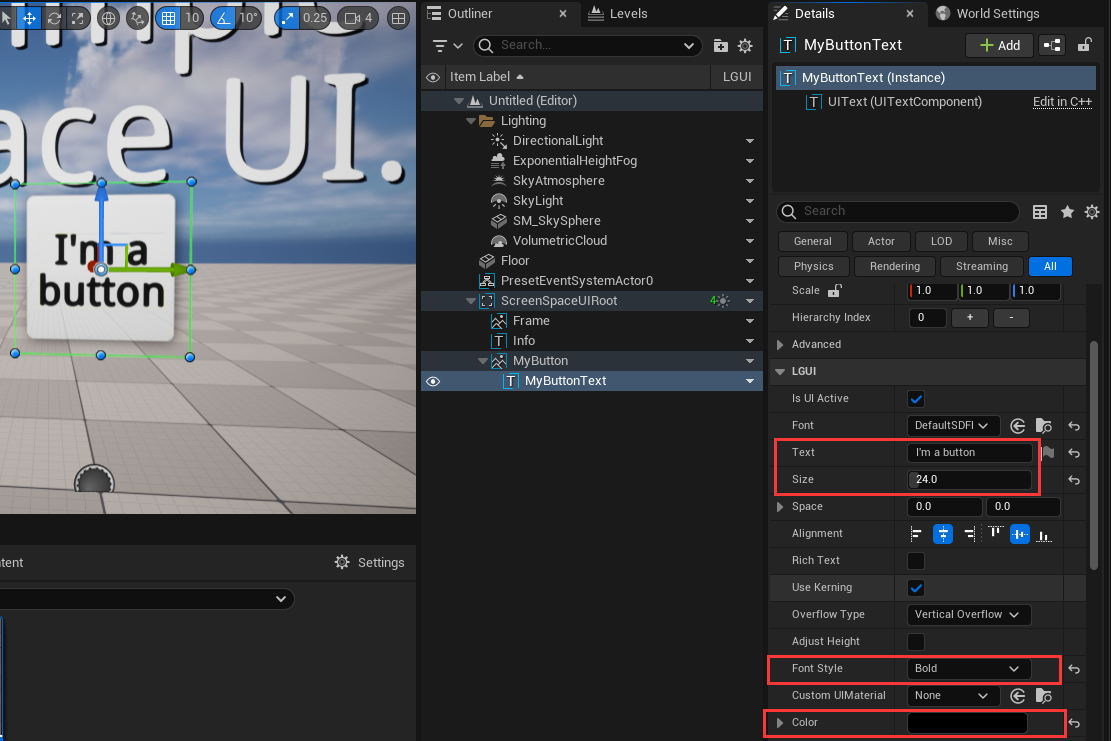 10
10°
0.25
4
ace UI.
I'm a
button
ntent
Settings
Outliner
Levels
Search...
Item Label
LGUI
Untitled (Editor)
Lighting
DirectionalLight
ExponentialHeightFog
SkyAtmosphere
SkyLight
SM_SkySphere
VolumetricCloud
Floor
PresetEventSystemActor0
ScreenSpaceUIRoot
4
Frame
Info
MyButton
MyButtonText
Details
World Settings
MyButtonText
Add
MyButtonText (Instance)
UIText (UITextComponent)
Edit in C++
Search
General
Actor
LOD
Misc
Physics
Rendering
Streaming
All
Scale
1.0
1.0
1.0
Hierarchy Index
0
+
-
Advanced
LGUI
Is UI Active
Font
DefaultSDFF
Text
I'm a button
Size
24.0
Space
0.0
0.0
Alignment
Rich Text
Use Kerning
Overflow Type
Vertical Overflow
Adjust Height
Font Style
Bold
Custom UIMaterial
None
Color